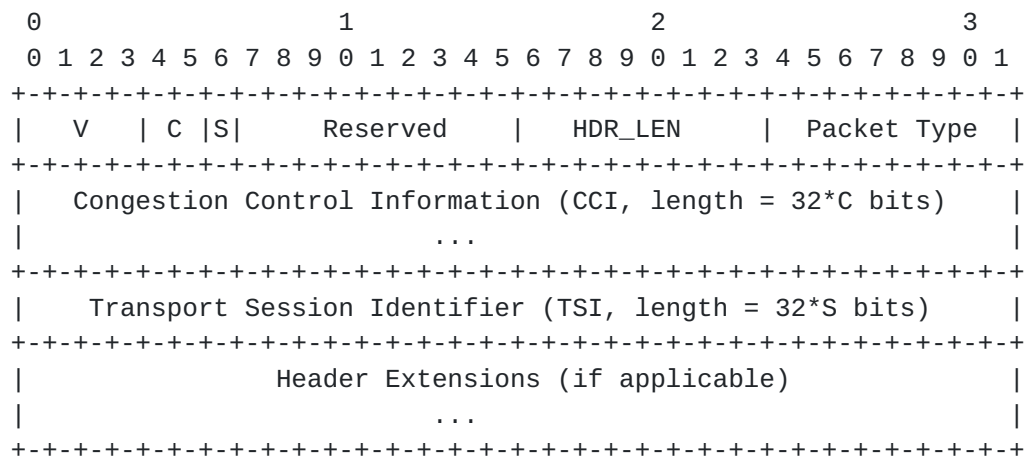 0                   1                   2                   3
 0 1 2 3 4 5 6 7 8 9 0 1 2 3 4 5 6 7 8 9 0 1 2 3 4 5 6 7 8 9 0 1
+-+-+-+-+-+-+-+-+-+-+-+-+-+-+-+-+-+-+-+-+-+-+-+-+-+-+-+-+-+-+-+-+
|   V   | C |S|     Reserved    |   HDR_LEN     |  Packet Type  |
+-+-+-+-+-+-+-+-+-+-+-+-+-+-+-+-+-+-+-+-+-+-+-+-+-+-+-+-+-+-+-+-+
|   Congestion Control Information (CCI, length = 32*C bits)    |
|                          ...                                  |
+-+-+-+-+-+-+-+-+-+-+-+-+-+-+-+-+-+-+-+-+-+-+-+-+-+-+-+-+-+-+-+-+
|    Transport Session Identifier (TSI, length = 32*S bits)     |
+-+-+-+-+-+-+-+-+-+-+-+-+-+-+-+-+-+-+-+-+-+-+-+-+-+-+-+-+-+-+-+-+
|                Header Extensions (if applicable)              |
|                          ...                                  |
+-+-+-+-+-+-+-+-+-+-+-+-+-+-+-+-+-+-+-+-+-+-+-+-+-+-+-+-+-+-+-+-+